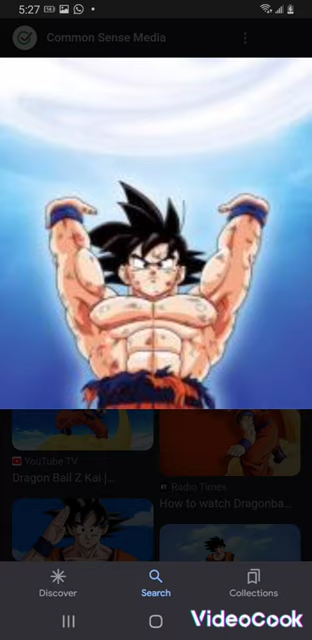 5:27
Common Sense Media
YouTube TV
Dragon Ball Z Kai |...
Radio Times
How to watch Dragonba...
Discover
Search
Collections
VideoCook